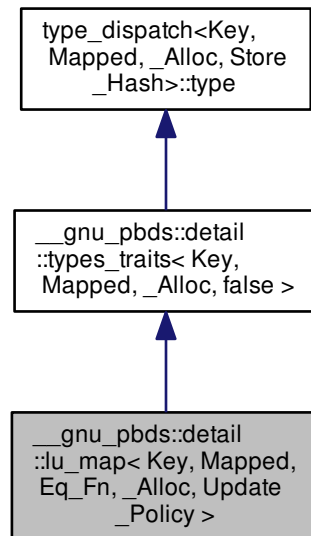 type_dispatch<Key,
Mapped, _Alloc, Store
_Hash>::type
__gnu_pbds::detail
::types_traits< Key,
Mapped, _Alloc, false >
__gnu_pbds::detail
::lu_map< Key, Mapped,
Eq_Fn, _Alloc, Update
_Policy >